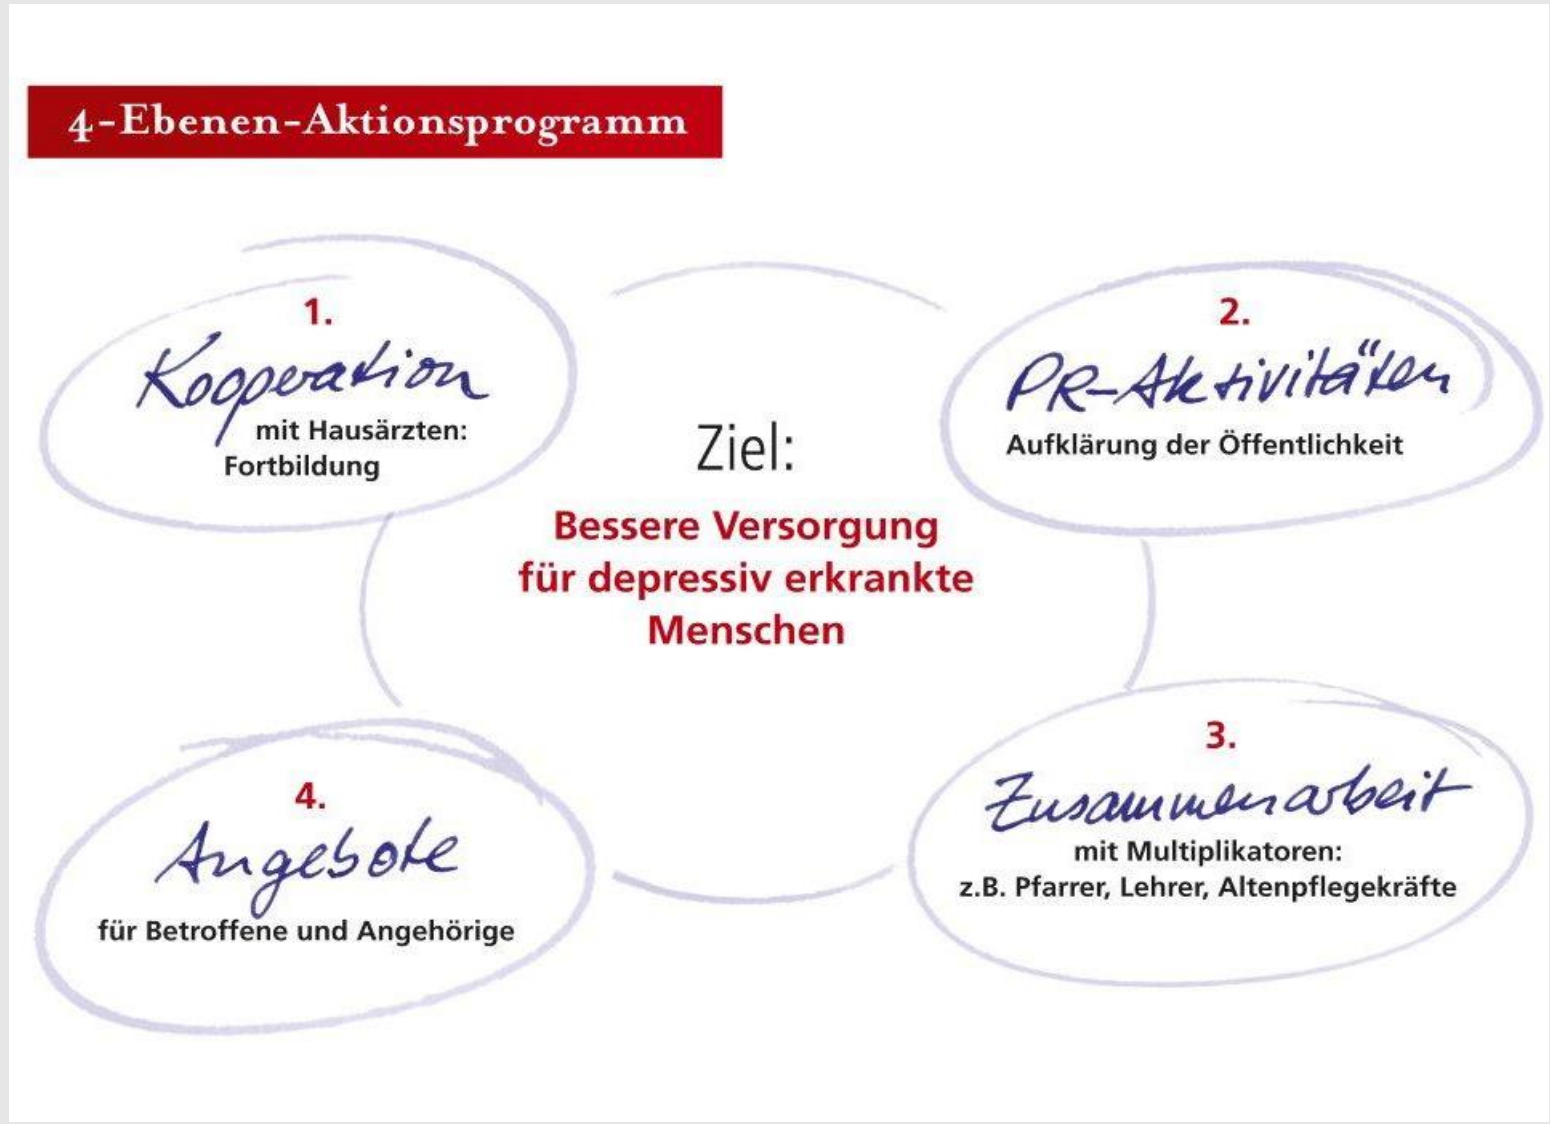 4-Ebenen-Aktionsprogramm
1.
Kooperation
mit Hausärzten:
Fortbildung
2.
PR-Aktivitäten
Aufklärung der Öffentlichkeit
Ziel:
Bessere Versorgung
für depressiv erkrankte
Menschen
3.
Zusammenarbeit
mit Multiplikatoren:
z.B. Pfarrer, Lehrer, Altenpflegekräfte
4.
Angebote
für Betroffene und Angehörige